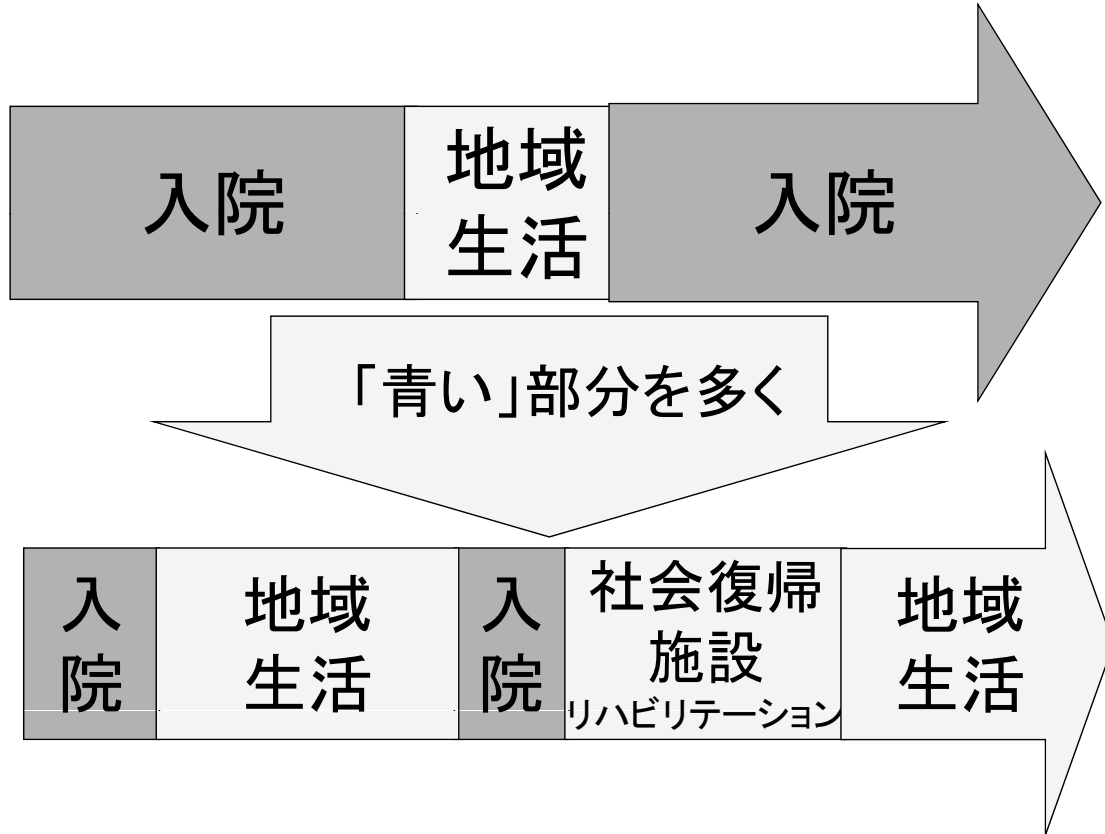 入院
地域
生活
入院
「青い」部分を多く
入
院
地域
生活
入
院
社会復帰
施設
リハビリテーション
地域
生活